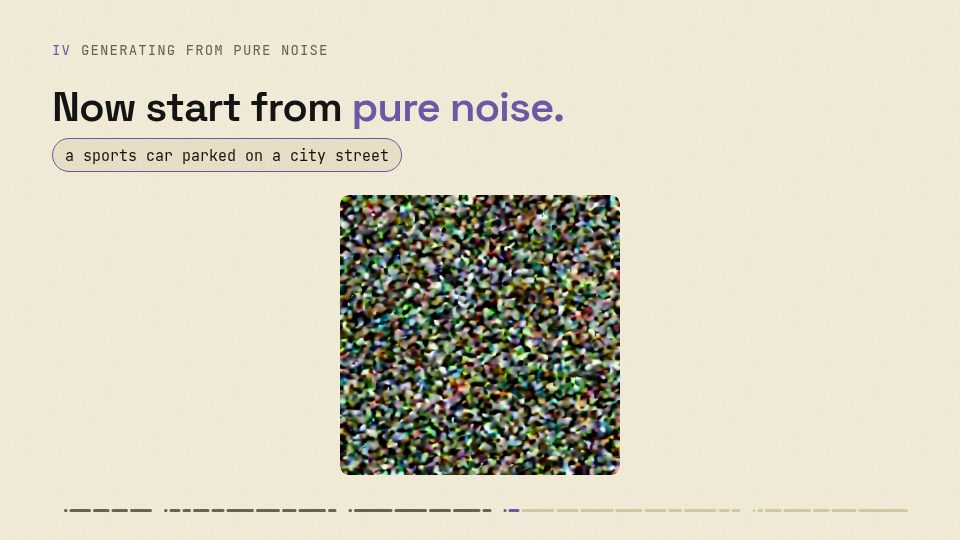 IV GENERATING FROM PURE NOISE
Now start from pure noise.
a sports car parked on a city street